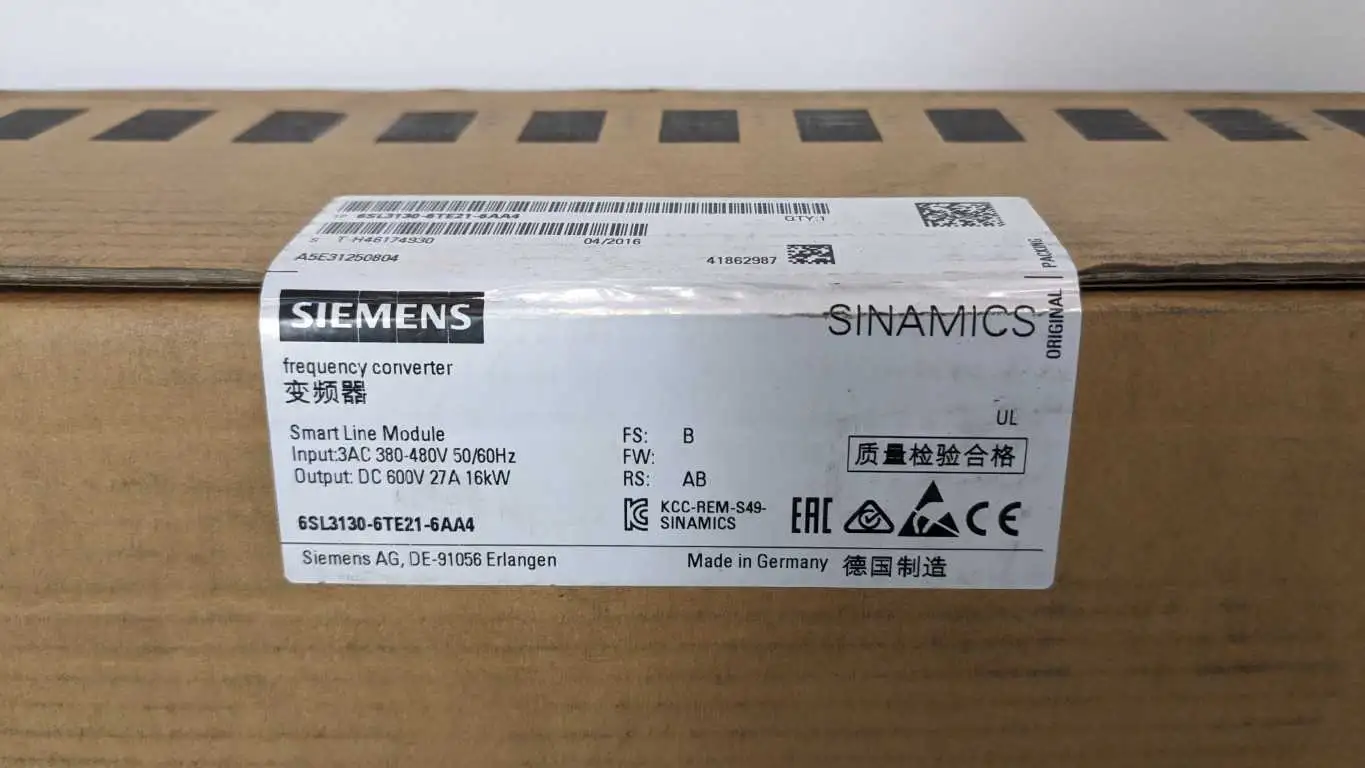 1P 6SL3130-6TE21-6AA4 QTY:1
S T-H46174930 04/2016
A5E31250804 41862987
SIEMENS
SINAMICS
ORIGINAL PACKING
frequency converter
变频器
UL
Smart Line Module
Input:3AC 380-480V 50/60Hz
Output: DC 600V 27A 16kW
FS: B
FW:
RS: AB
质量检验合格
6SL3130-6TE21-6AA4
KCC-REM-S49-
SINAMICS
EAC
CE
Siemens AG, DE-91056 Erlangen
Made in Germany 德国制造